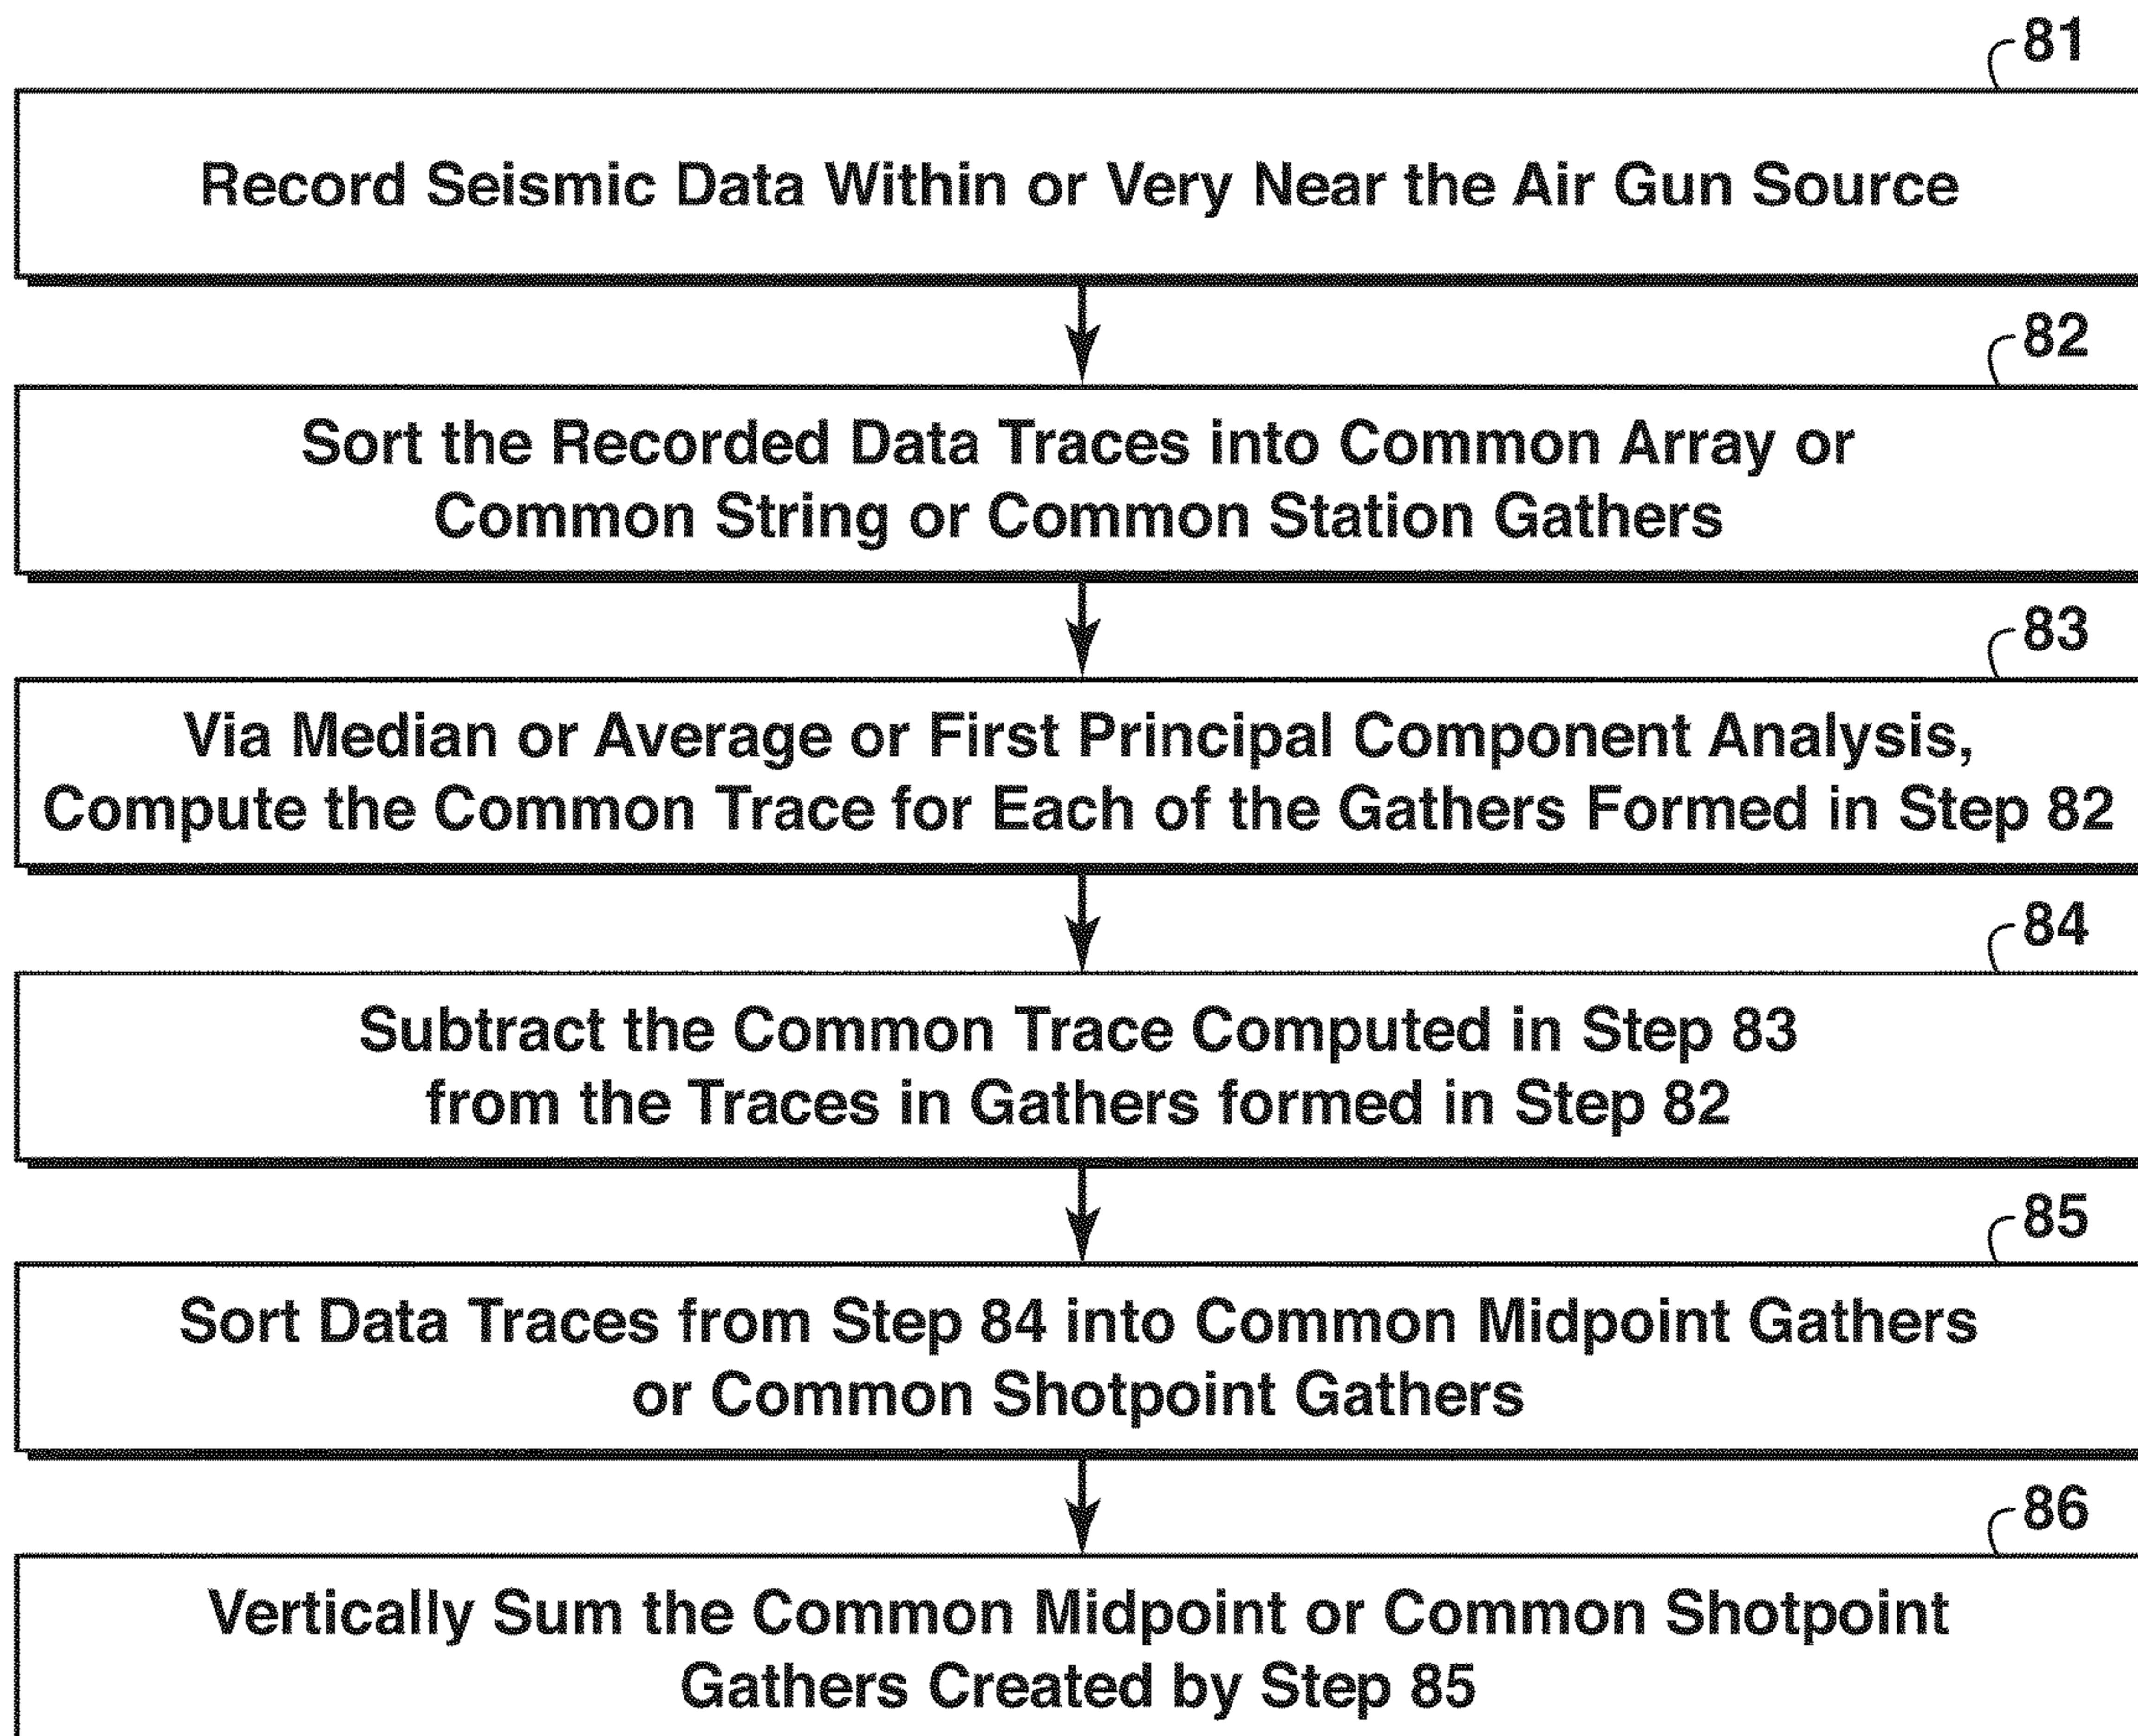 81
Record Seismic Data Within or Very Near the Air Gun Source
82
Sort the Recorded Data Traces into Common Array or
Common String or Common Station Gathers
83
Via Median or Average or First Principal Component Analysis,
Compute the Common Trace for Each of the Gathers Formed in Step 82
84
Subtract the Common Trace Computed in Step 83
from the Traces in Gathers formed in Step 82
85
Sort Data Traces from Step 84 into Common Midpoint Gathers
or Common Shotpoint Gathers
86
Vertically Sum the Common Midpoint or Common Shotpoint
Gathers Created by Step 85